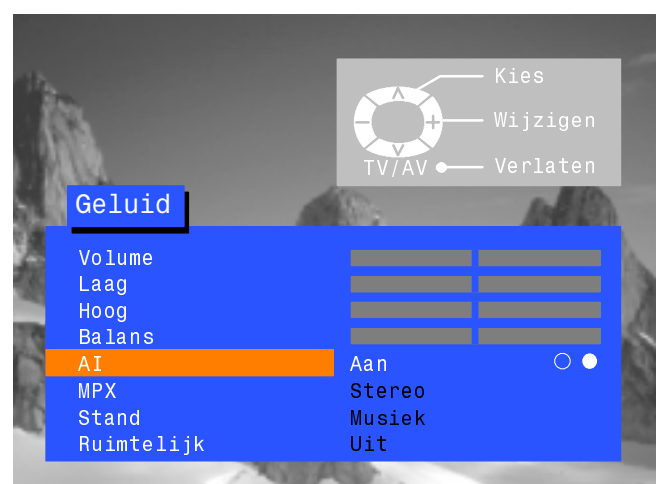 Kies
Wijzigen
TV/AV Verlaten
Geluid
Volume
Laag
Hoog
Balans
AI Aan
MPX Stereo
Stand Musiek
Ruimtelijk Uit